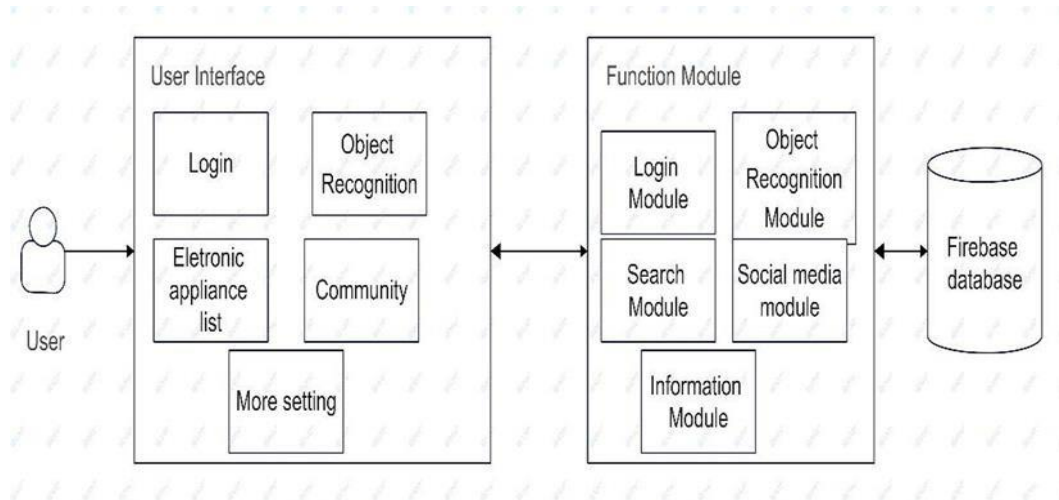 User Interface
Login
Object
Recognition
Eletronic
appliance
list
Community
More setting
User
Function Module
Login
Module
Object
Recognition
Module
Search
Module
Social media
module
Information
Module
Firebase
database